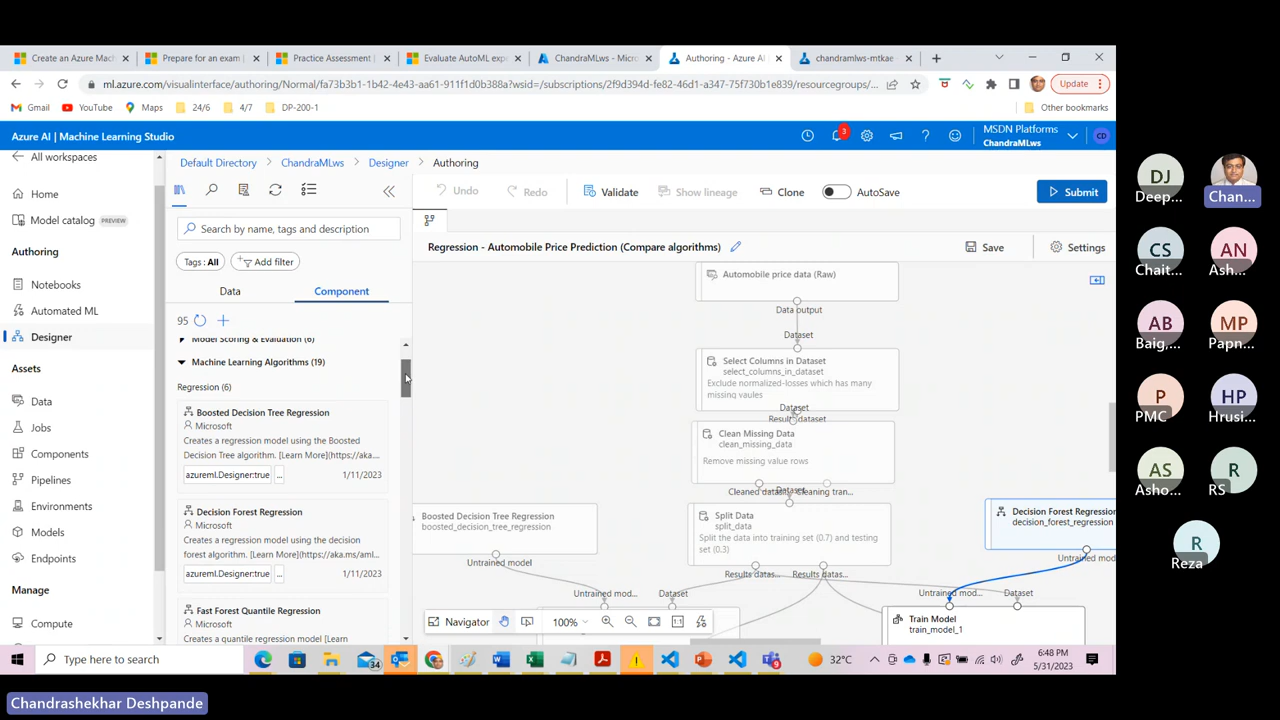 Create an Azure Mach
Prepare for an exam |
Practice Assessment |
Evaluate AutoML exp
ChandraMLws - Micro
Authoring - Azure AI
chandramlws-mtkae
ml.azure.com/visualinterface/authoring/Normal/fa73b3b1-1b42-4e43-aa61-911f1d0b388a?wsid=/subscriptions/2f9d394d-fe82-46d1-a347-75f730b1e839/resourcegroups/...
Update
Gmail
YouTube
Maps
24/6
4/7
DP-200-1
Other bookmarks
Azure AI | Machine Learning Studio
3
MSDN Platforms
ChandraMLws
CD
All workspaces
Default Directory
ChandraMLws
Designer
Authoring
Home
Model catalog PREVIEW
Authoring
Notebooks
Automated ML
Designer
Assets
Data
Jobs
Components
Pipelines
Environments
Models
Endpoints
Manage
Compute
Search by name, tags and description
Tags : All
Add filter
Data
Component
95
Model Scoring & Evaluation (6)
Machine Learning Algorithms (19)
Regression (6)
Boosted Decision Tree Regression
Microsoft
Creates a regression model using the Boosted
Decision Tree algorithm. [Learn More](https://aka.ms/
azureml.Designer:true
...
1/11/2023
Decision Forest Regression
Microsoft
Creates a regression model using the decision
forest algorithm. [Learn More](https://aka.ms/aml...
azureml.Designer:true
...
1/11/2023
Fast Forest Quantile Regression
Microsoft
Creates a quantile regression model [Learn
Undo
Redo
Validate
Show lineage
Clone
AutoSave
Submit
Regression - Automobile Price Prediction (Compare algorithms)
Save
Settings
Automobile price data (Raw)
Data output
Dataset
Select Columns in Dataset
select_columns_in_dataset
Exclude normalized-losses which has many
missing vaules
Dataset
Clean Missing Data
clean_missing_data
Remove missing value rows
Dataset
Split Data
split_data
Split the data into training set (0.7) and testing
set (0.3)
Results datas...
Results datas...
Boosted Decision Tree Regression
boosted_decision_tree_regression
Untrained model
Untrained mod...
Dataset
Decision Forest Regression
decision_forest_regression
Untrained mod
Untrained mod...
Dataset
Train Model
train_model_1
Navigator
100%
Type here to search
34
32°C
9
6:48 PM
5/31/2023
DJ
Deep...
Chan...
CS
Chait...
AN
Ash...
AB
Baig,...
MP
Papn...
P
PMC
HP
Hrusi...
AS
Asho...
R
RS
R
Reza
Chandrashekhar Deshpande